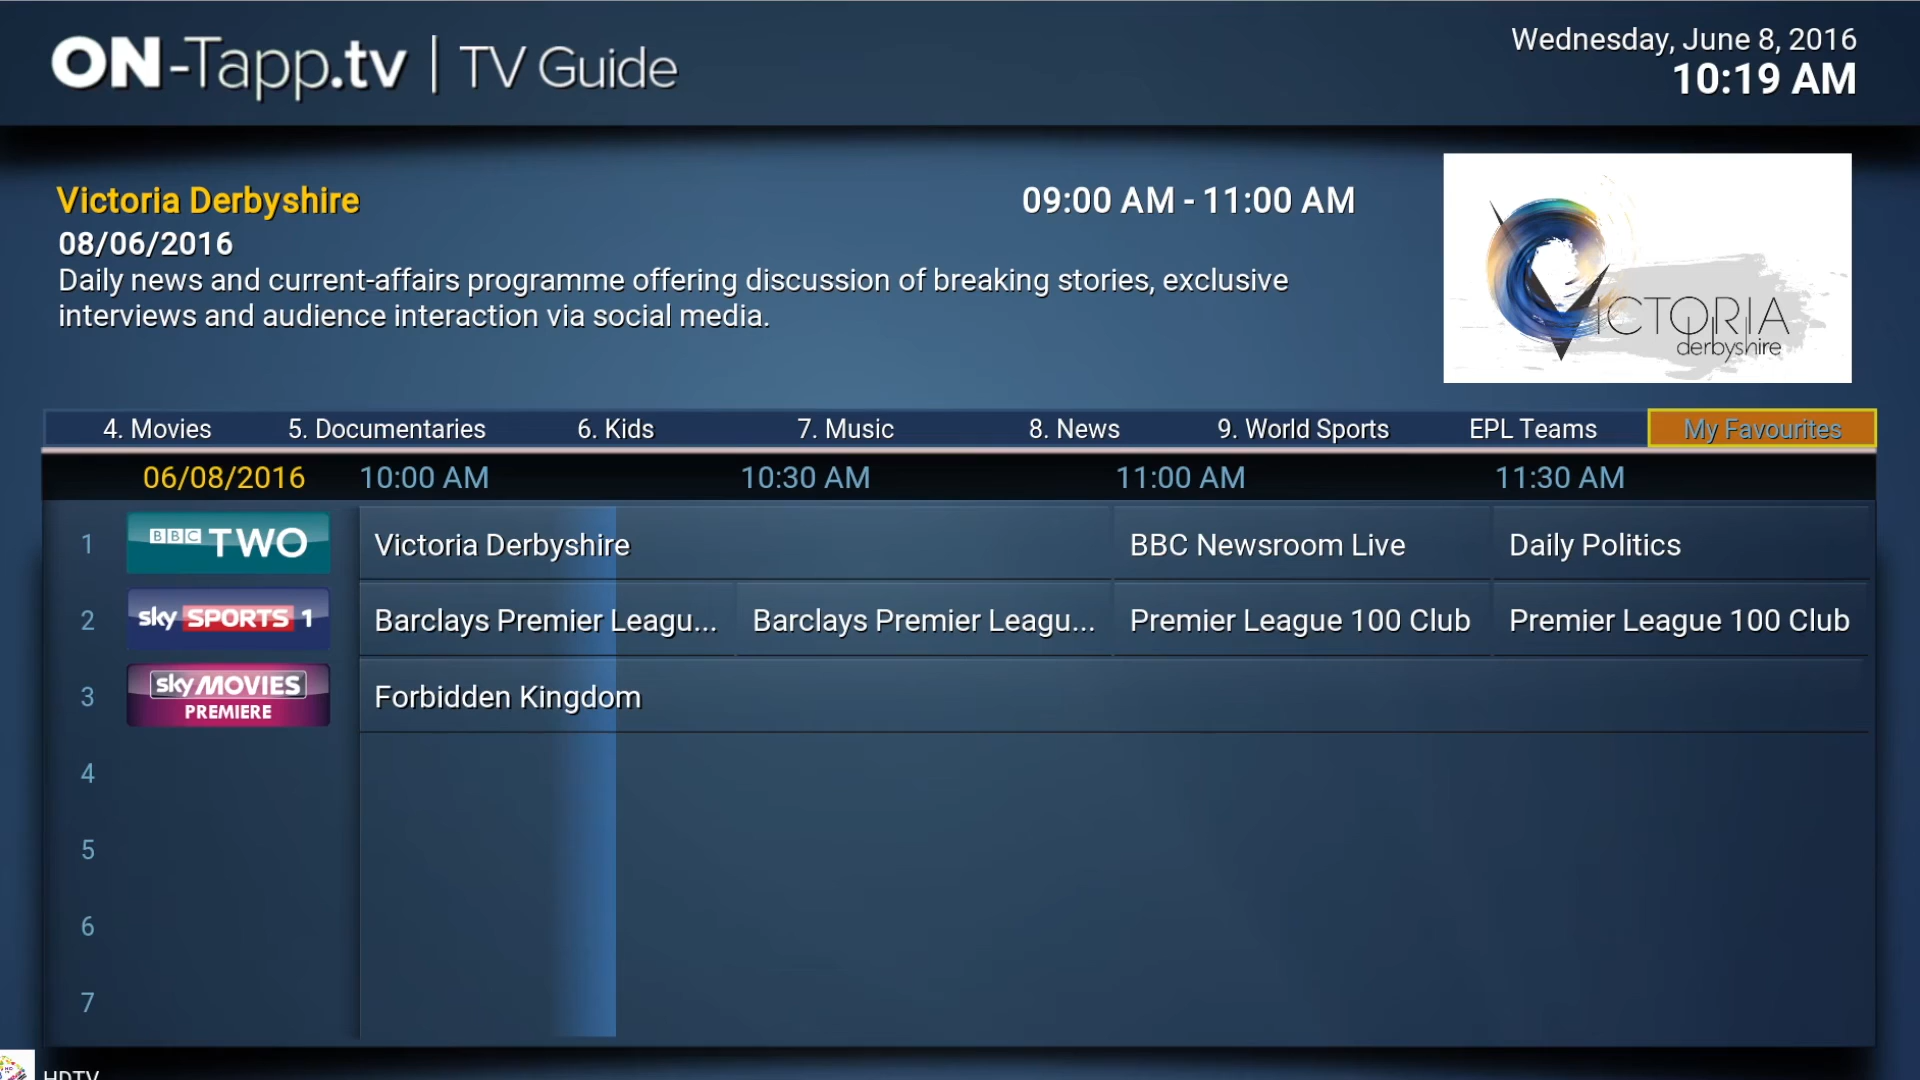 ON-Tapp.tv | TV Guide
Wednesday, June 8, 2016
10:19 AM
Victoria Derbyshire
09:00 AM - 11:00 AM
08/06/2016
Daily news and current-affairs programme offering discussion of breaking stories, exclusive
interviews and audience interaction via social media.
VICTORIA
derbyshire
4. Movies 5. Documentaries 6. Kids 7. Music 8. News 9. World Sports EPL Teams My Favourites
06/08/2016 10:00 AM 10:30 AM 11:00 AM 11:30 AM
1 BBC TWO Victoria Derbyshire BBC Newsroom Live Daily Politics
2 sky SPORTS 1 Barclays Premier Leagu... Barclays Premier Leagu... Premier League 100 Club Premier League 100 Club
3 sky MOVIES PREMIERE Forbidden Kingdom
4
5
6
7
HDTV